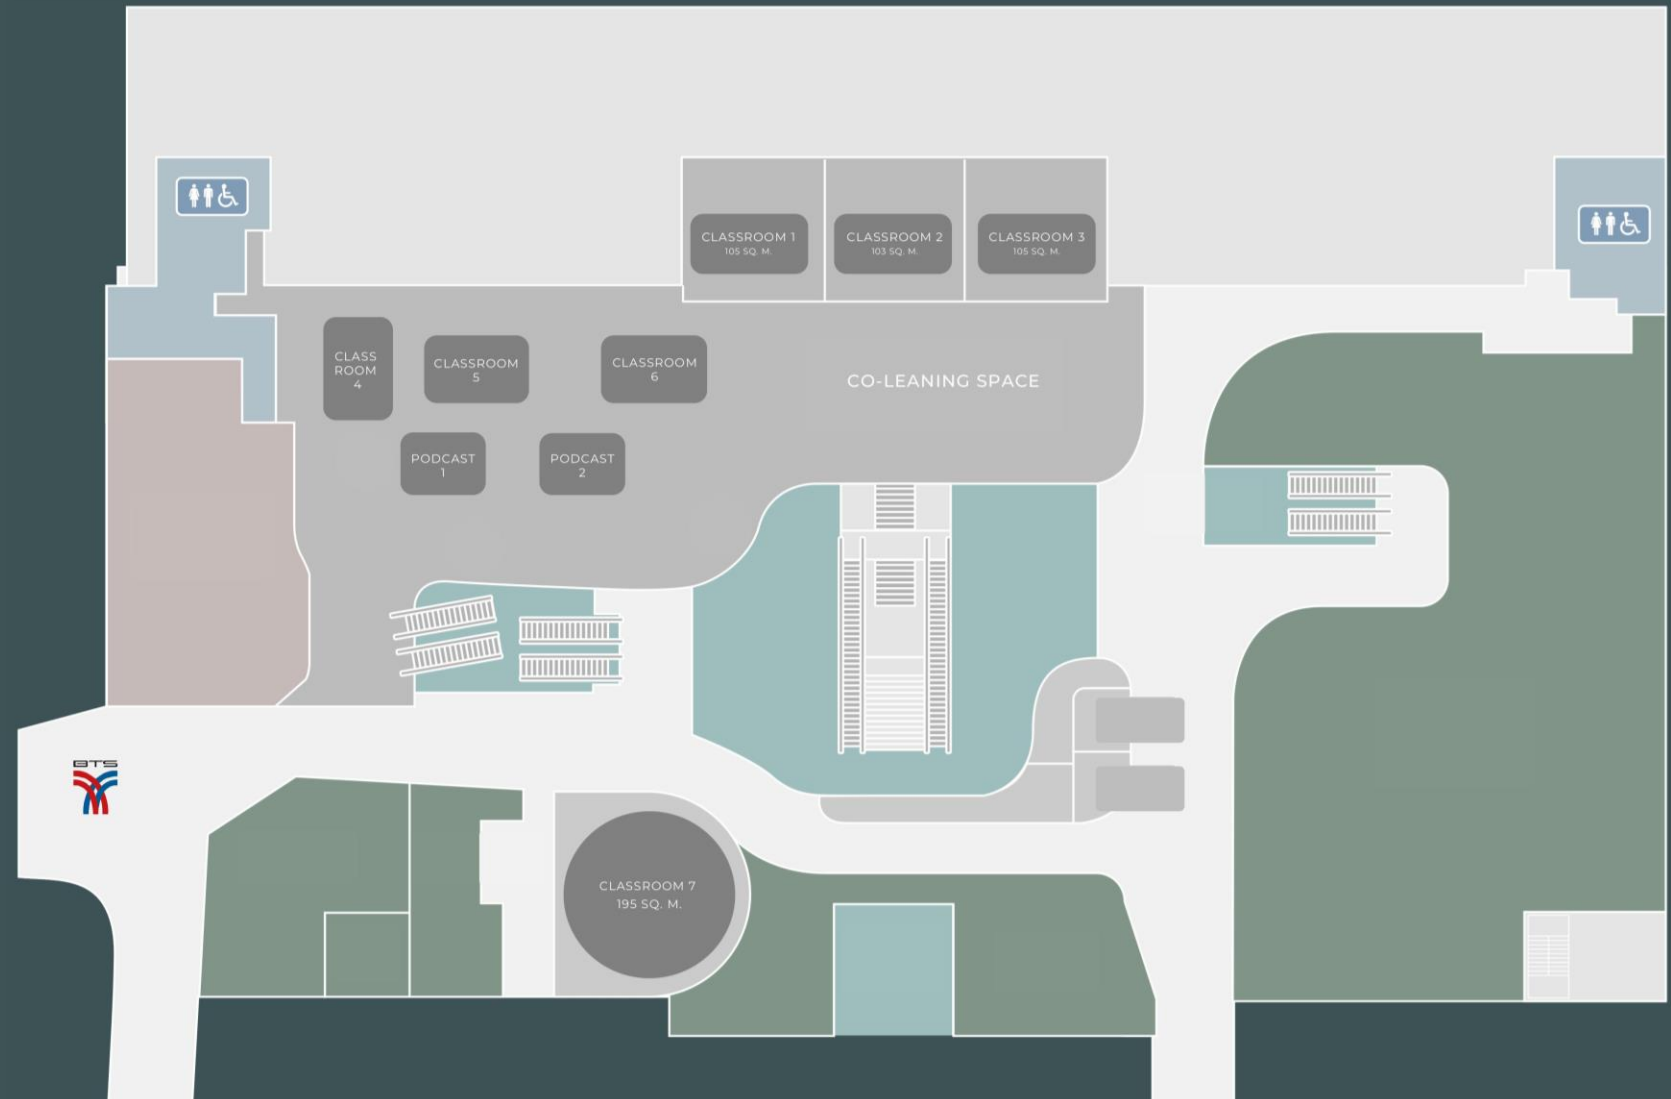 CLASSROOM 1
105 SQ. M.
CLASSROOM 2
103 SQ. M.
CLASSROOM 3
105 SQ. M.
CLASS
ROOM
4
CLASSROOM
5
CLASSROOM
6
CO-LEANING SPACE
PODCAST
1
PODCAST
2
BTS
CLASSROOM 7
195 SQ. M.